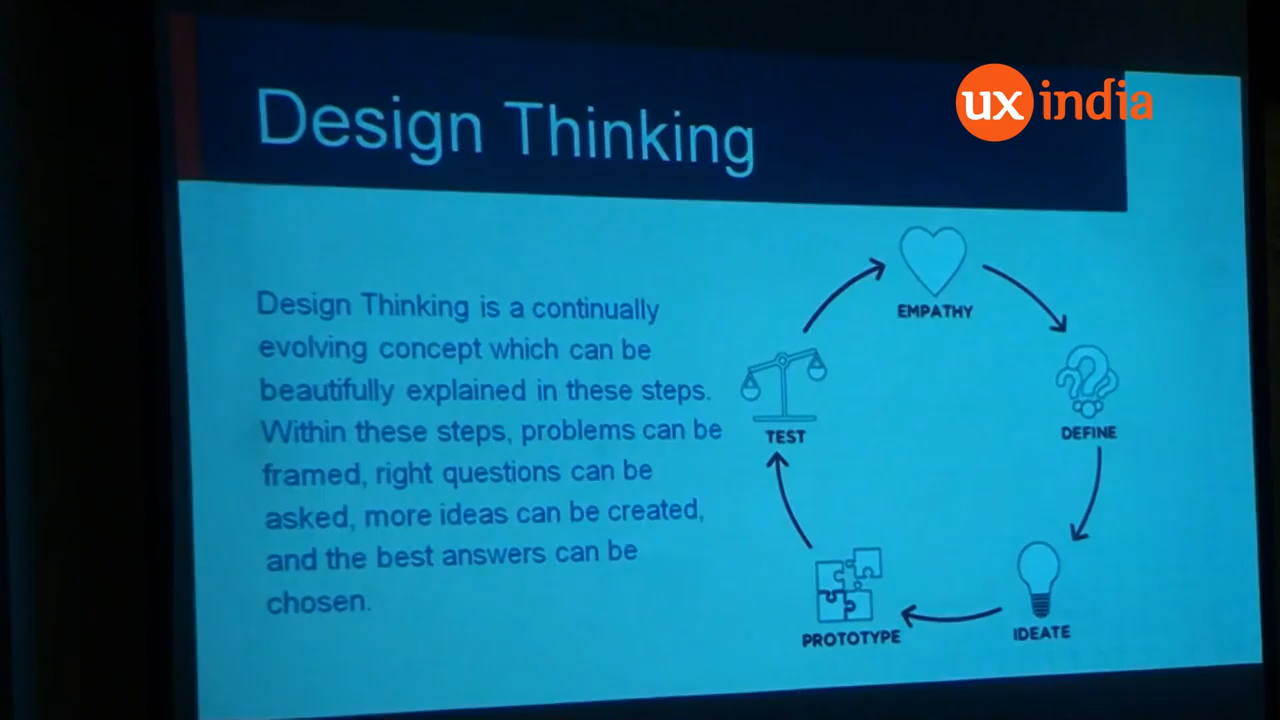 Design Thinking
ux india
Design Thinking is a continually
evolving concept which can be
beautifully explained in these steps.
Within these steps, problems can be
framed, right questions can be
asked, more ideas can be created,
and the best answers can be
chosen.
EMPATHY
DEFINE
IDEATE
PROTOTYPE
TEST